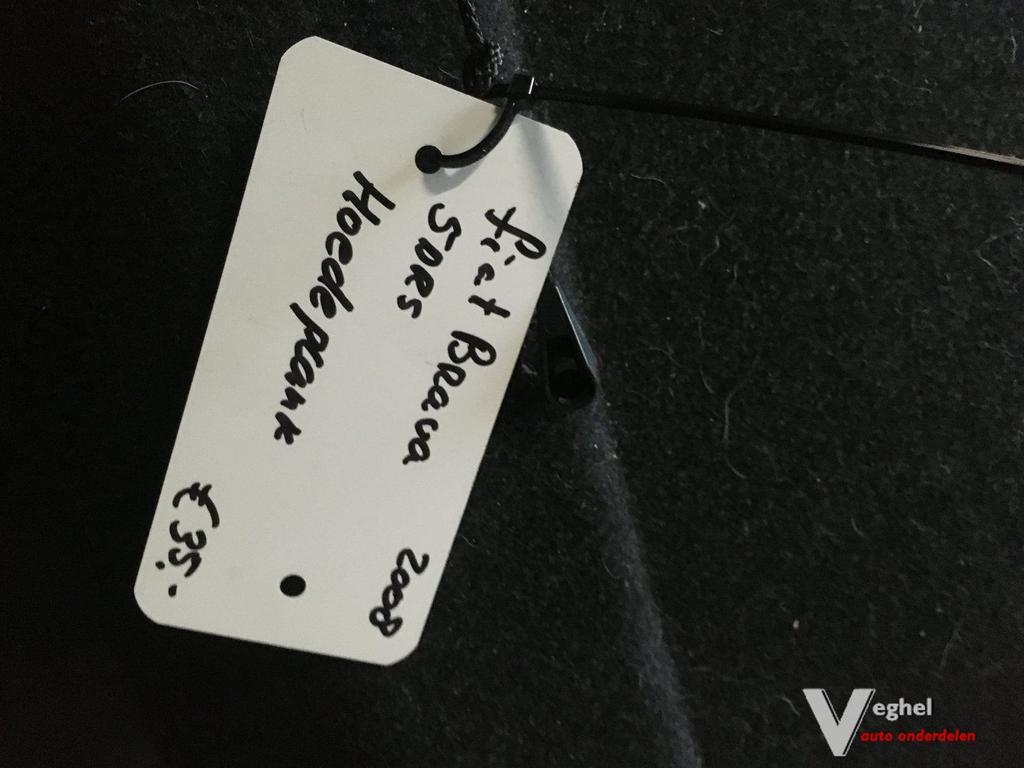 fiat Brava 2008
5DRS
Hoedeplank
€35,-
Veghel
auto onderdelen